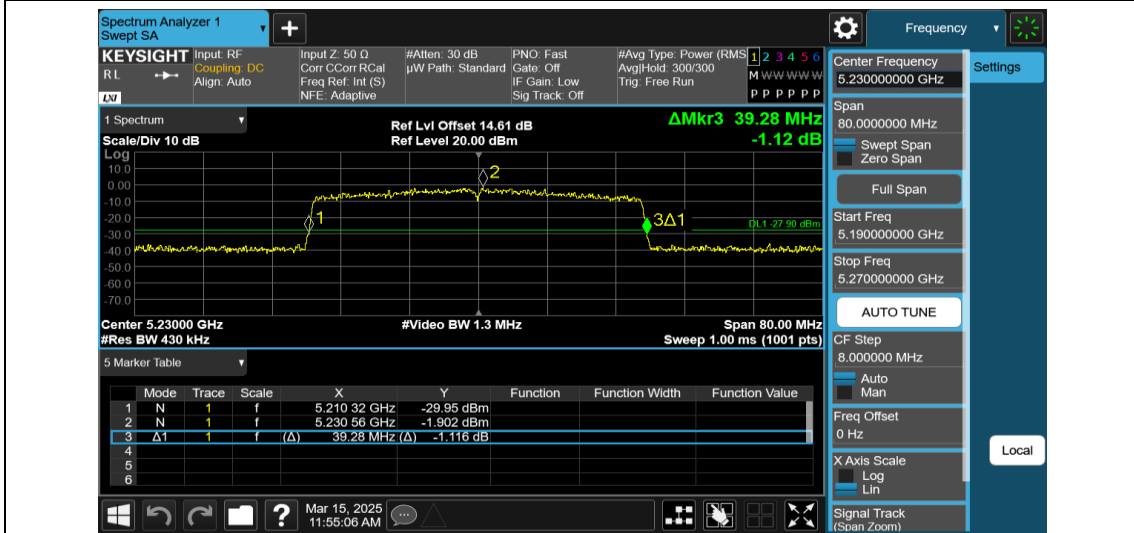 Spectrum Analyzer 1
Swept SA
Frequency
KEYSIGHT
R L
LXI
Input: RF
Coupling: DC
Align: Auto
Input Z: 50 Ω
Corr CCorr RCal
Freq Ref: Int (S)
NFE: Adaptive
#Atten: 30 dB
µW Path: Standard
PNO: Fast
Gate: Off
IF Gain: Low
Sig Track: Off
#Avg Type: Power (RMS
Avg|Hold: 300/300
Trig: Free Run
1 2 3 4 5 6
M W W W W W
P P P P P P
1 Spectrum
Scale/Div 10 dB
Ref Lvl Offset 14.61 dB
Ref Level 20.00 dBm
ΔMkr3 39.28 MHz
-1.12 dB
Log
10.0
0.00
-10.0
-20.0
-30.0
-40.0
-50.0
-60.0
-70.0
1
2
3Δ1
DL1 -27.90 dBm
Center 5.23000 GHz
#Res BW 430 kHz
#Video BW 1.3 MHz
Span 80.00 MHz
Sweep 1.00 ms (1001 pts)
5 Marker Table
Mode Trace Scale X Y Function Function Width Function Value
1 N 1 f 5.210 32 GHz -29.95 dBm
2 N 1 f 5.230 56 GHz -1.902 dBm
3 Δ1 1 f (Δ) 39.28 MHz (Δ) -1.116 dB
4
5
6
Mar 15, 2025
11:55:06 AM
Center Frequency
5.230000000 GHz
Span
80.0000000 MHz
Swept Span
Zero Span
Full Span
Start Freq
5.190000000 GHz
Stop Freq
5.270000000 GHz
AUTO TUNE
CF Step
8.000000 MHz
Auto
Man
Freq Offset
0 Hz
X Axis Scale
Log
Lin
Signal Track
(Span Zoom)
Settings
Local